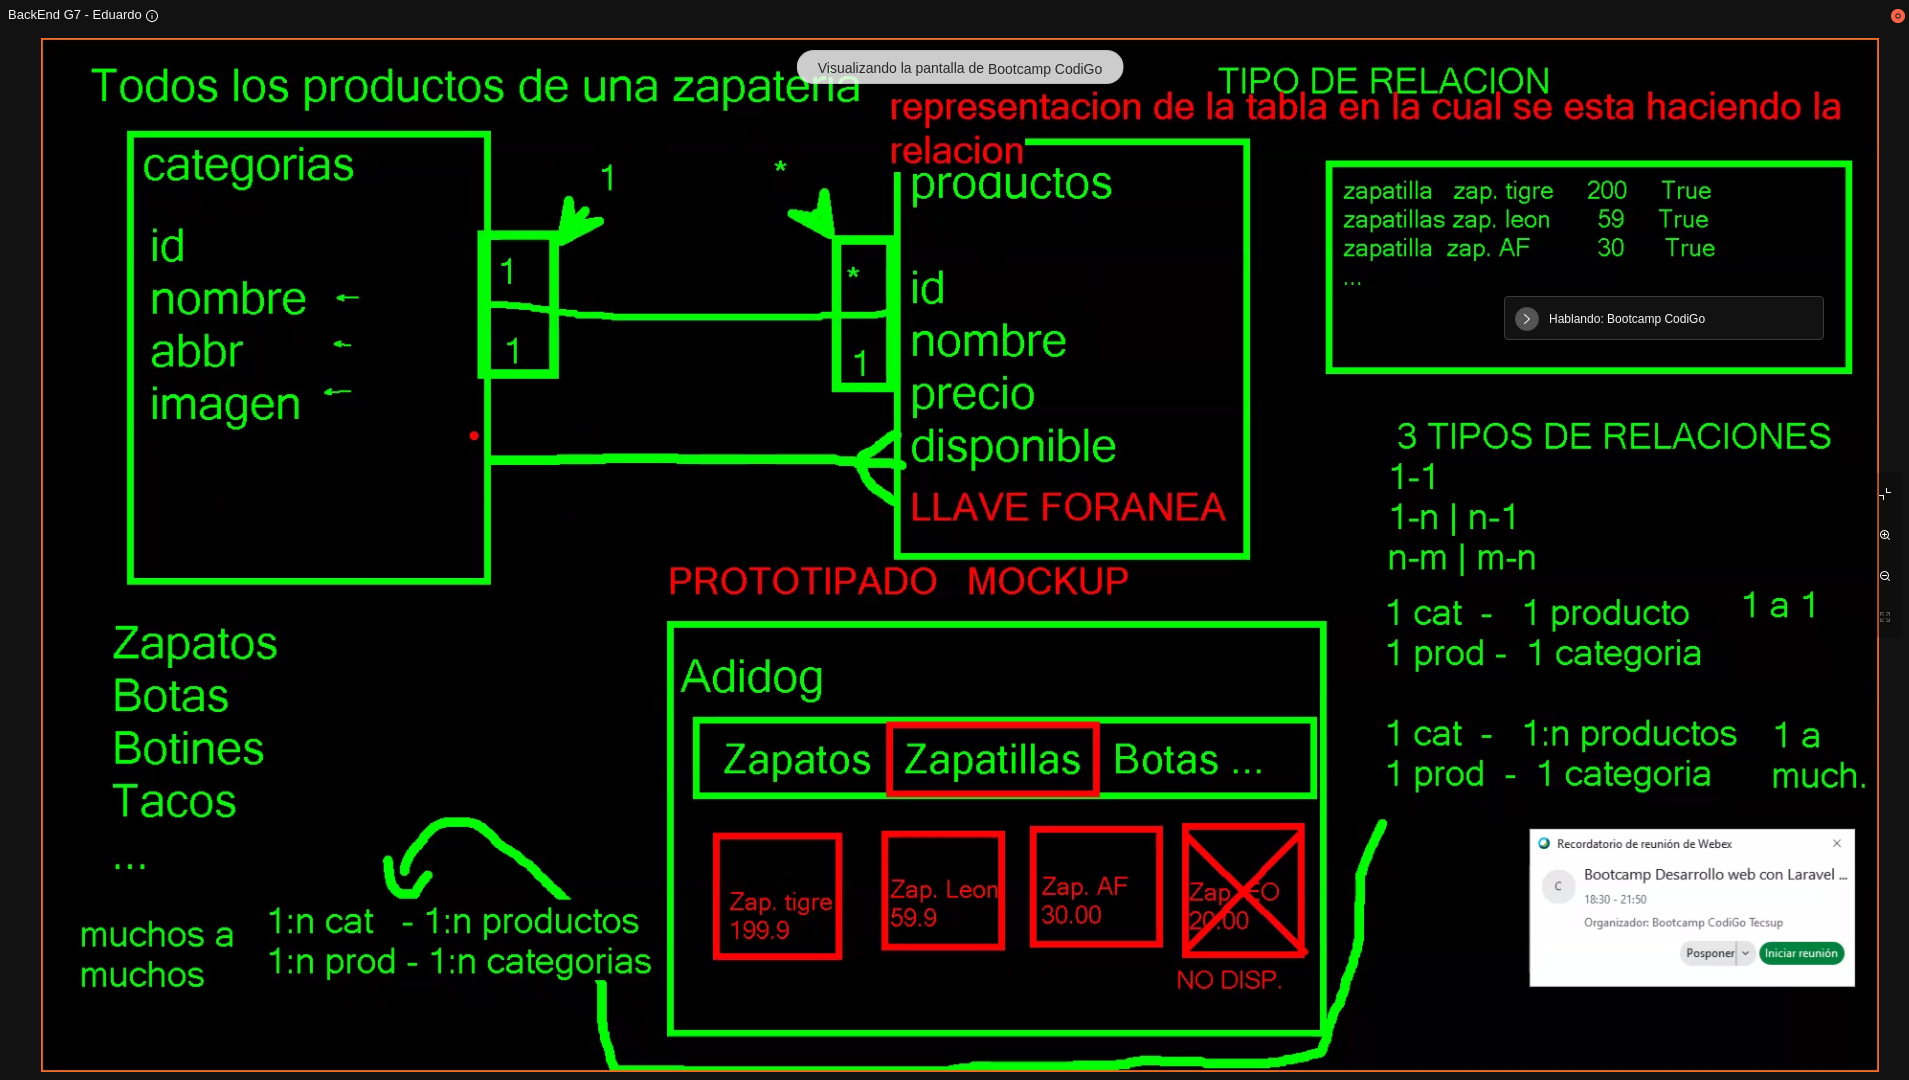 BackEnd G7 - Eduardo
Visualizando la pantalla de Bootcamp CodiGo
Todos los productos de una zapateria
TIPO DE RELACION
representacion de la tabla en la cual se esta haciendo la
relacion
categorias
id
nombre
abbr
imagen
1
*
1
1
*
1
productos
id
nombre
precio
disponible
LLAVE FORANEA
zapatilla zap. tigre 200 True
zapatillas zap. leon 59 True
zapatilla zap. AF 30 True
...
Hablando: Bootcamp CodiGo
3 TIPOS DE RELACIONES
1-1
1-n | n-1
n-m | m-n
1 cat - 1 producto 1 a 1
1 prod - 1 categoria
1 cat - 1:n productos 1 a
1 prod - 1 categoria much.
PROTOTIPADO MOCKUP
Zapatos
Botas
Botines
Tacos
...
muchos a
muchos
1:n cat - 1:n productos
1:n prod - 1:n categorias
Adidog
Zapatos Zapatillas Botas ...
Zap. tigre
199.9
Zap. Leon
59.9
Zap. AF
30.00
Zap
20.00
NO DISP.
Recordatorio de reunión de Webex
C
Bootcamp Desarrollo web con Laravel ...
18:30 - 21:50
Organizador: Bootcamp CodiGo Tecsup
Posponer
Iniciar reunión